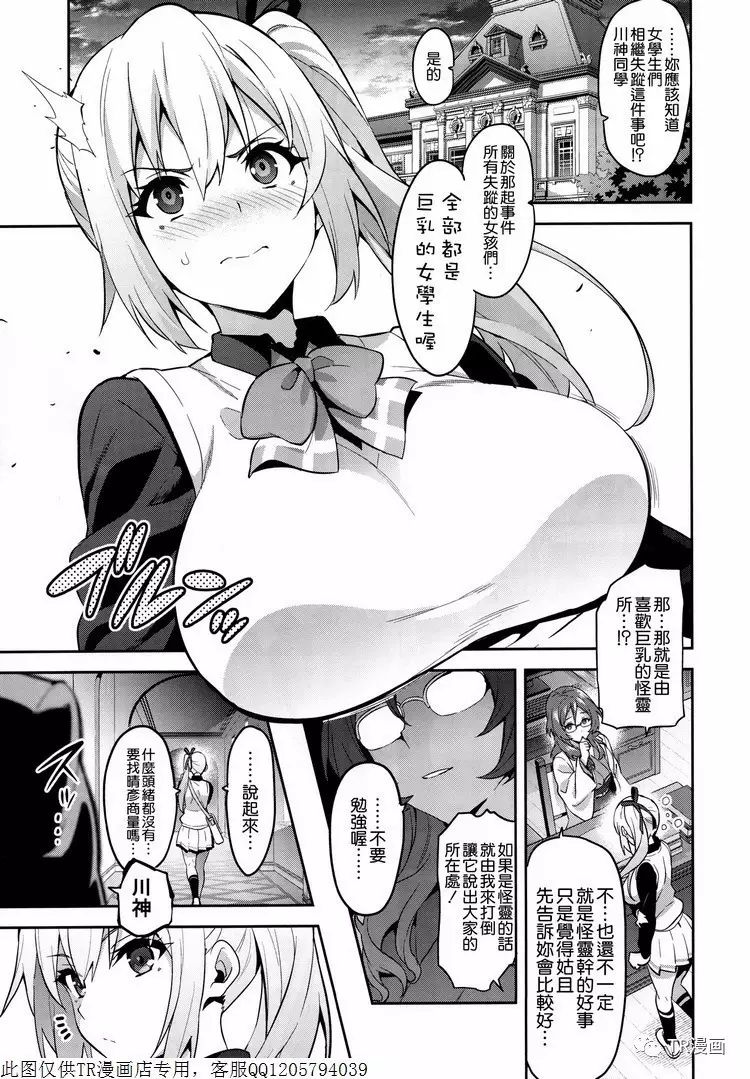 ……妳應該知道
女學生們
相繼失蹤這件事吧!?
川神同學
是的
關於那起事件
所有失蹤的女孩們…
全部都是
巨乳的女學生喔
ブルンッ
那…那就是由
喜歡巨乳的怪靈
所…!?
不…也還不一定
就是怪靈幹的好事
只是覺得姑且
先告訴妳會比較好…
如果是怪靈的話
就由我來打倒
讓它說出大家的
所在處!
……不要
勉強喔……
……說起來…
什麼頭緒都沒有…
要找晴彥商量嗎…
川神
ズズッ
TR漫画
此图仅供TR漫画店专用，客服QQ1205794039